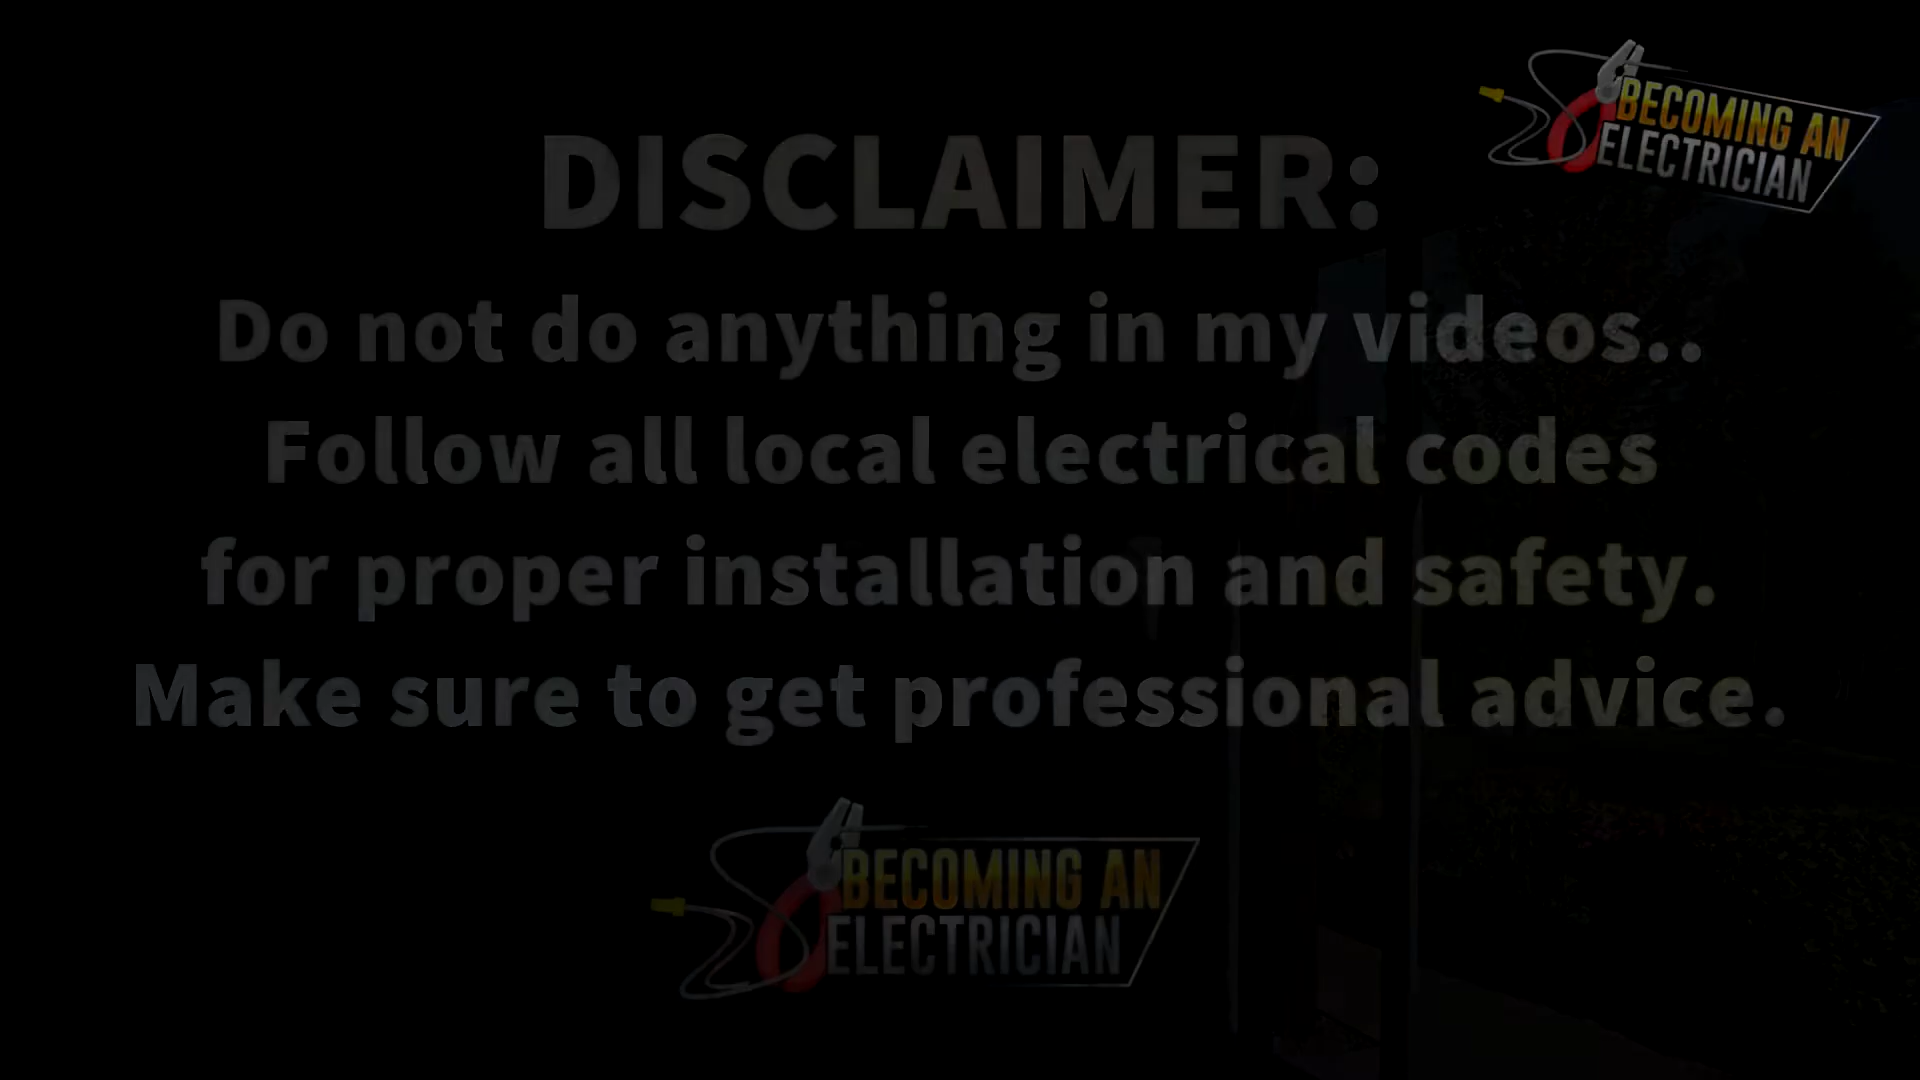 BECOMING AN
ELECTRICIAN
DISCLAIMER:
Do not do anything in my videos..
Follow all local electrical codes
for proper installation and safety.
Make sure to get professional advice.
BECOMING AN
ELECTRICIAN